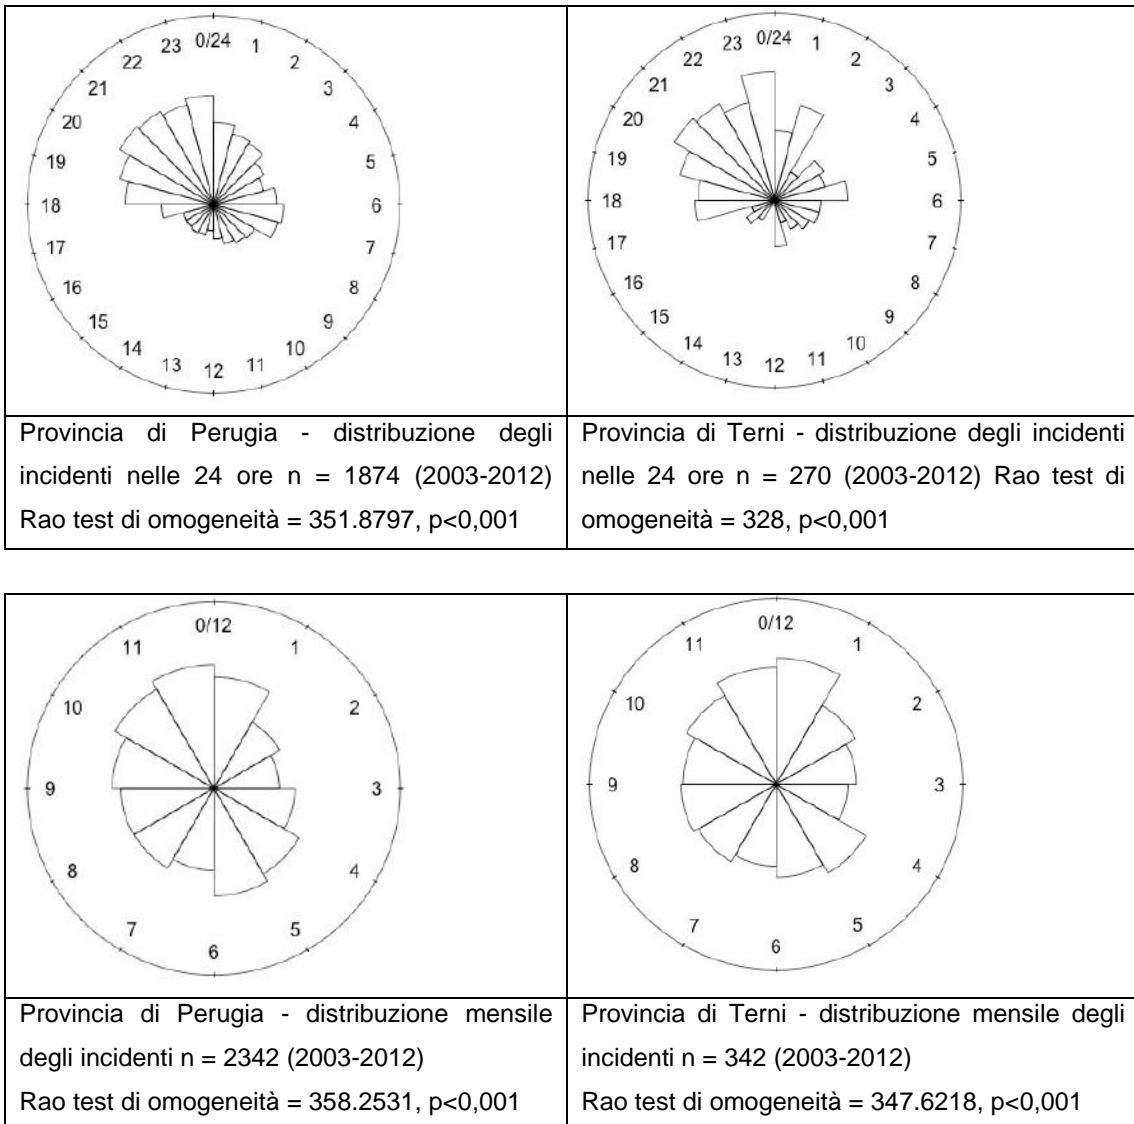 0/24 1 2 3 4 5 6 7 8 9 10 11 12 13 14 15 16 17 18 19 20 21 22 23
0/24 1 2 3 4 5 6 7 8 9 10 11 12 13 14 15 16 17 18 19 20 21 22 23
Provincia di Perugia - distribuzione degli
incidenti nelle 24 ore n = 1874 (2003-2012)
Rao test di omogeneità = 351.8797, p<0,001
Provincia di Terni - distribuzione degli incidenti
nelle 24 ore n = 270 (2003-2012) Rao test di
omogeneità = 328, p<0,001
0/12 1 2 3 4 5 6 7 8 9 10 11
0/12 1 2 3 4 5 6 7 8 9 10 11
Provincia di Perugia - distribuzione mensile
degli incidenti n = 2342 (2003-2012)
Rao test di omogeneità = 358.2531, p<0,001
Provincia di Terni - distribuzione mensile degli
incidenti n = 342 (2003-2012)
Rao test di omogeneità = 347.6218, p<0,001